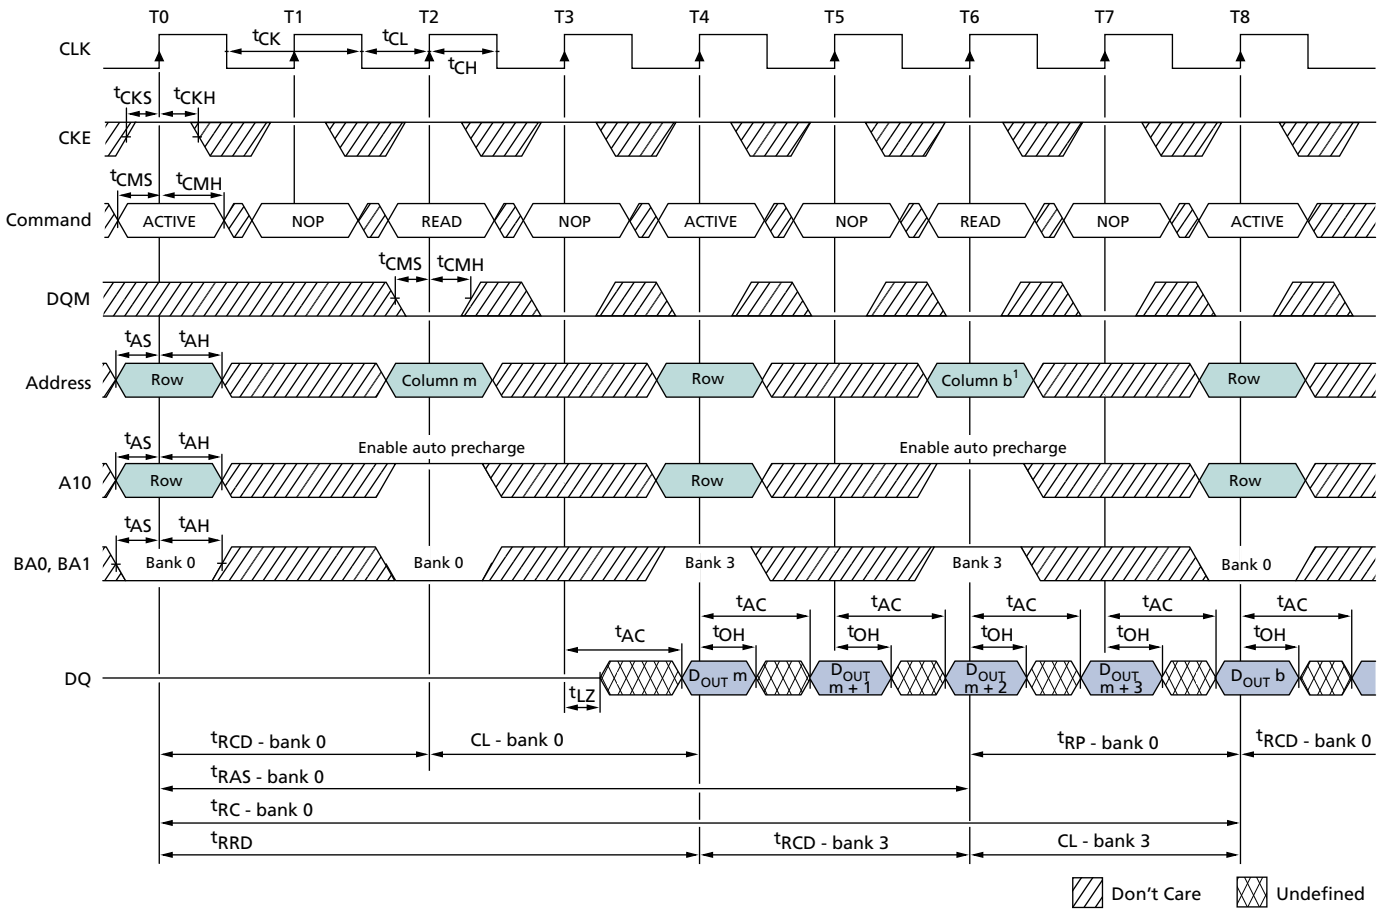 T0 T1 T2 T3 T4 T5 T6 T7 T8
CLK tCK tCL tCH
tCKS tCKH
CKE
tCMS tCMH
Command ACTIVE NOP READ NOP ACTIVE NOP READ NOP ACTIVE
tCMS tCMH
DQM
tAS tAH
Address Row Column m Row Column b1 Row
tAS tAH Enable auto precharge Enable auto precharge
A10 Row Row Row
tAS tAH
BA0, BA1 Bank 0 Bank 0 Bank 3 Bank 3 Bank 0
tAC tAC tAC tAC tAC
tAC tOH tOH tOH tOH tOH
DQ DOUT m DOUT m + 1 DOUT m + 2 DOUT m + 3 DOUT b
tLZ
tRCD - bank 0 CL - bank 0 tRP - bank 0 tRCD - bank 0
tRAS - bank 0
tRC - bank 0
tRRD tRCD - bank 3 CL - bank 3
Don't Care Undefined